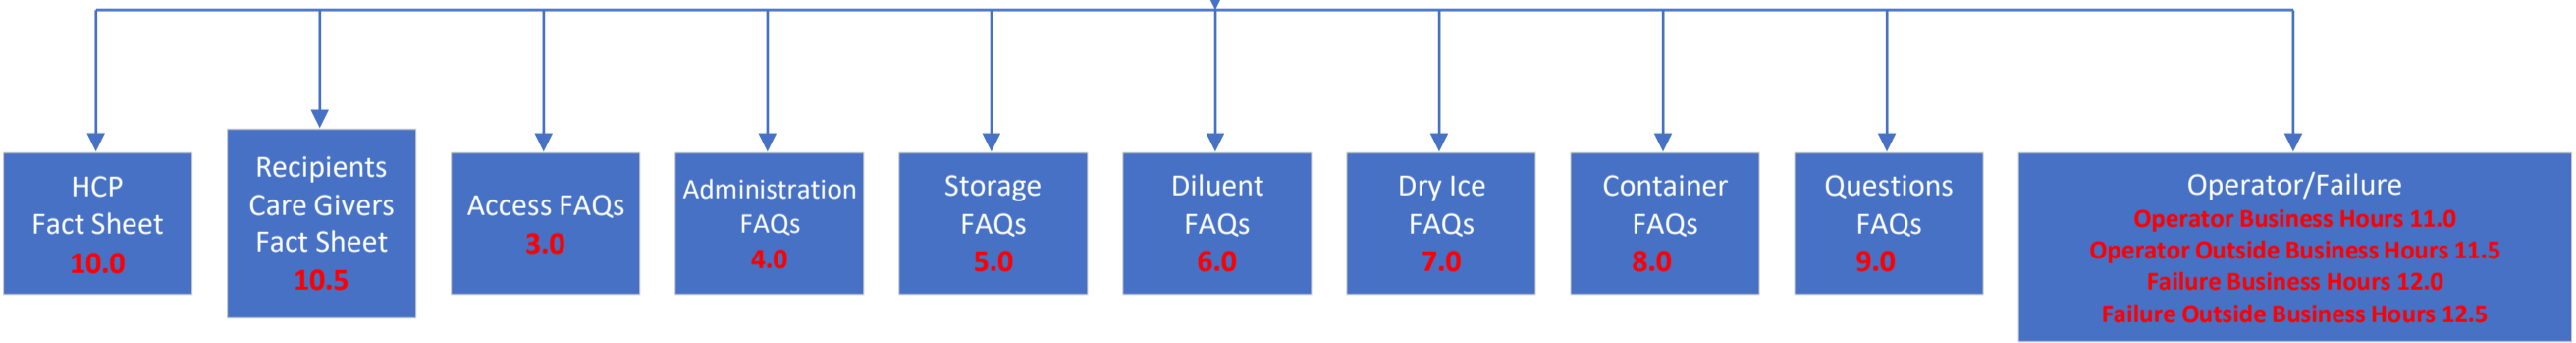 HCP
Fact Sheet
10.0
Recipients
Care Givers
Fact Sheet
10.5
Access FAQs
3.0
Administration
FAQs
4.0
Storage
FAQs
5.0
Diluent
FAQs
6.0
Dry Ice
FAQs
7.0
Container
FAQs
8.0
Questions
FAQs
9.0
Operator/Failure
Operator Business Hours 11.0
Operator Outside Business Hours 11.5
Failure Business Hours 12.0
Failure Outside Business Hours 12.5